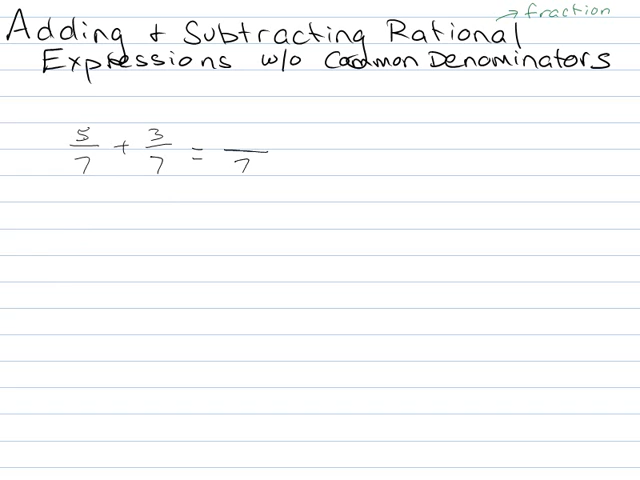 → fraction
Adding + Subtracting Rational
Expressions w/o Common Denominators
5/7 + 3/7 = /7